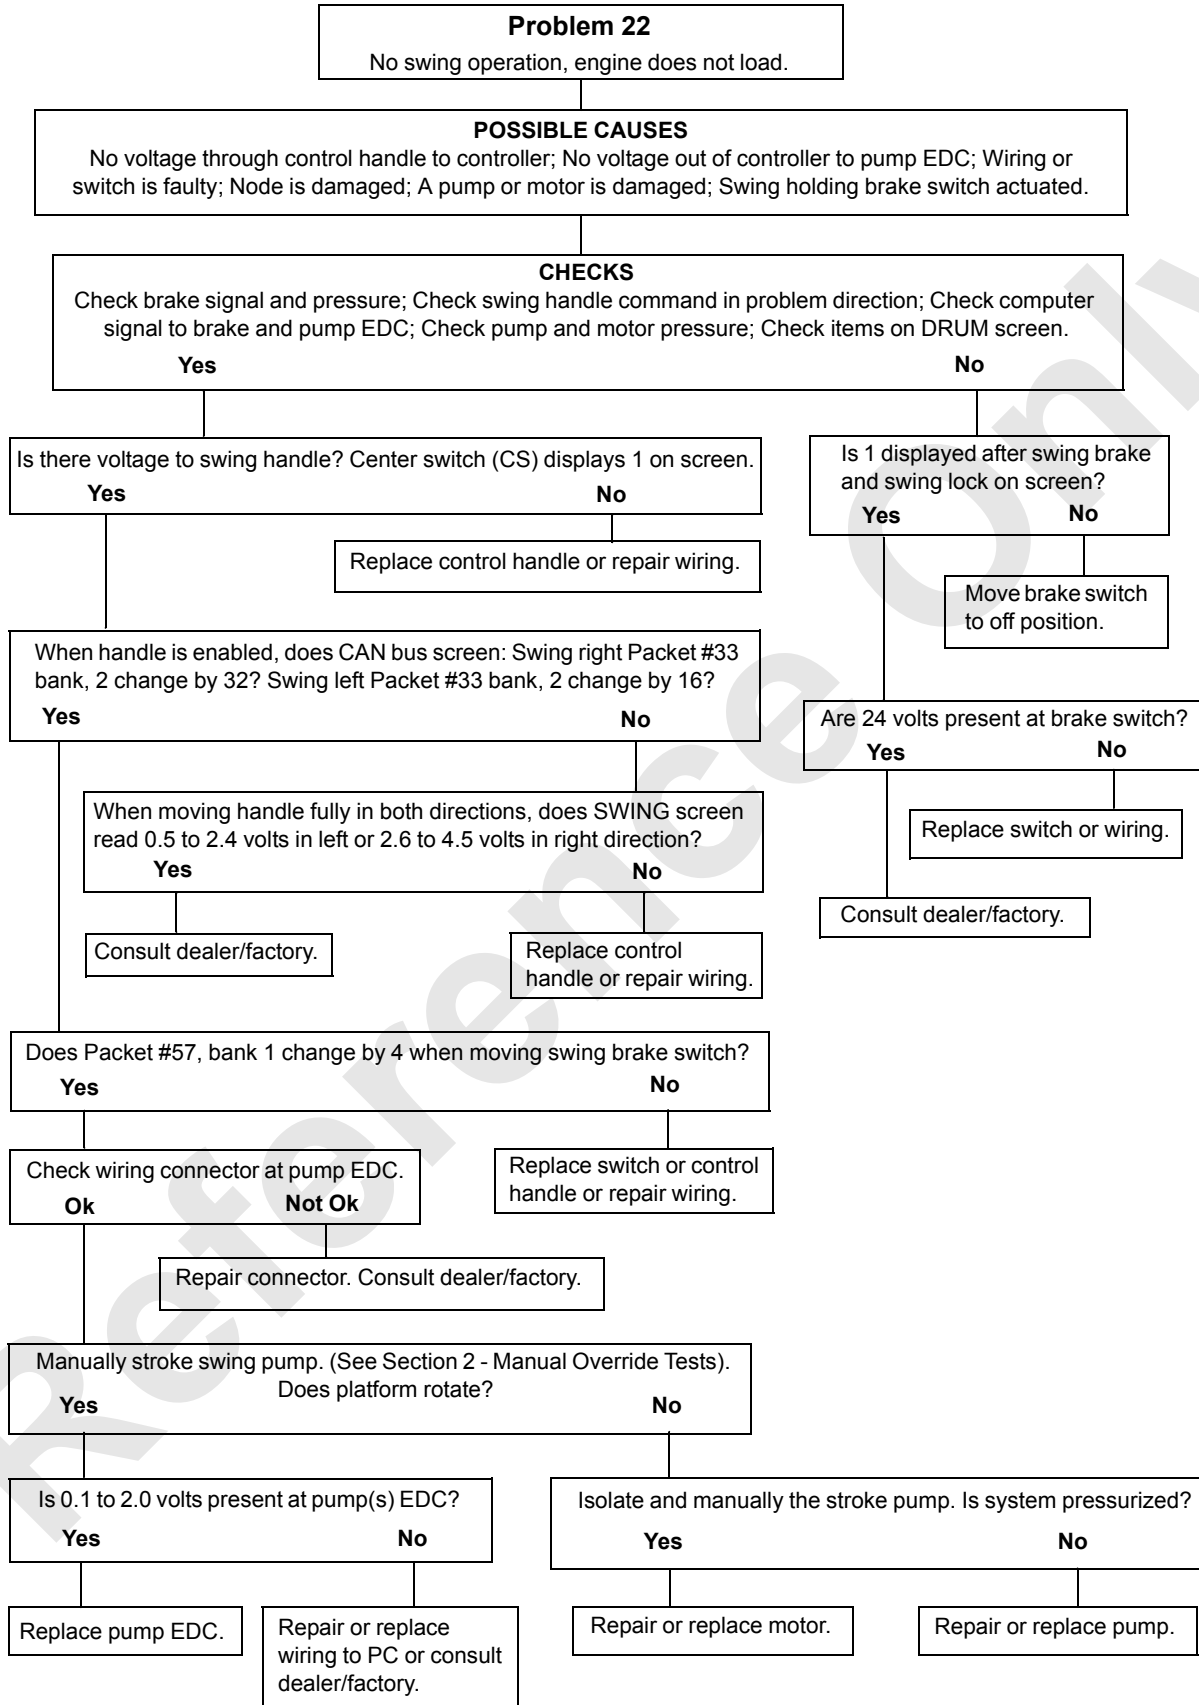 Problem 22
No swing operation, engine does not load.
POSSIBLE CAUSES
No voltage through control handle to controller; No voltage out of controller to pump EDC; Wiring or
switch is faulty; Node is damaged; A pump or motor is damaged; Swing holding brake switch actuated.
CHECKS
Check brake signal and pressure; Check swing handle command in problem direction; Check computer
signal to brake and pump EDC; Check pump and motor pressure; Check items on DRUM screen.
Yes No
Is there voltage to swing handle? Center switch (CS) displays 1 on screen.
Yes No
Replace control handle or repair wiring.
Is 1 displayed after swing brake
and swing lock on screen?
Yes No
Move brake switch
to off position.
When handle is enabled, does CAN bus screen: Swing right Packet #33
bank, 2 change by 32? Swing left Packet #33 bank, 2 change by 16?
Yes No
Are 24 volts present at brake switch?
Yes No
Replace switch or wiring.
Consult dealer/factory.
When moving handle fully in both directions, does SWING screen
read 0.5 to 2.4 volts in left or 2.6 to 4.5 volts in right direction?
Yes No
Consult dealer/factory.
Replace control
handle or repair wiring.
Does Packet #57, bank 1 change by 4 when moving swing brake switch?
Yes No
Check wiring connector at pump EDC.
Ok Not Ok
Replace switch or control
handle or repair wiring.
Repair connector. Consult dealer/factory.
Manually stroke swing pump. (See Section 2 - Manual Override Tests).
Does platform rotate?
Yes No
Is 0.1 to 2.0 volts present at pump(s) EDC?
Yes No
Isolate and manually the stroke pump. Is system pressurized?
Yes No
Replace pump EDC.
Repair or replace
wiring to PC or consult
dealer/factory.
Repair or replace motor.
Repair or replace pump.
Reference Only